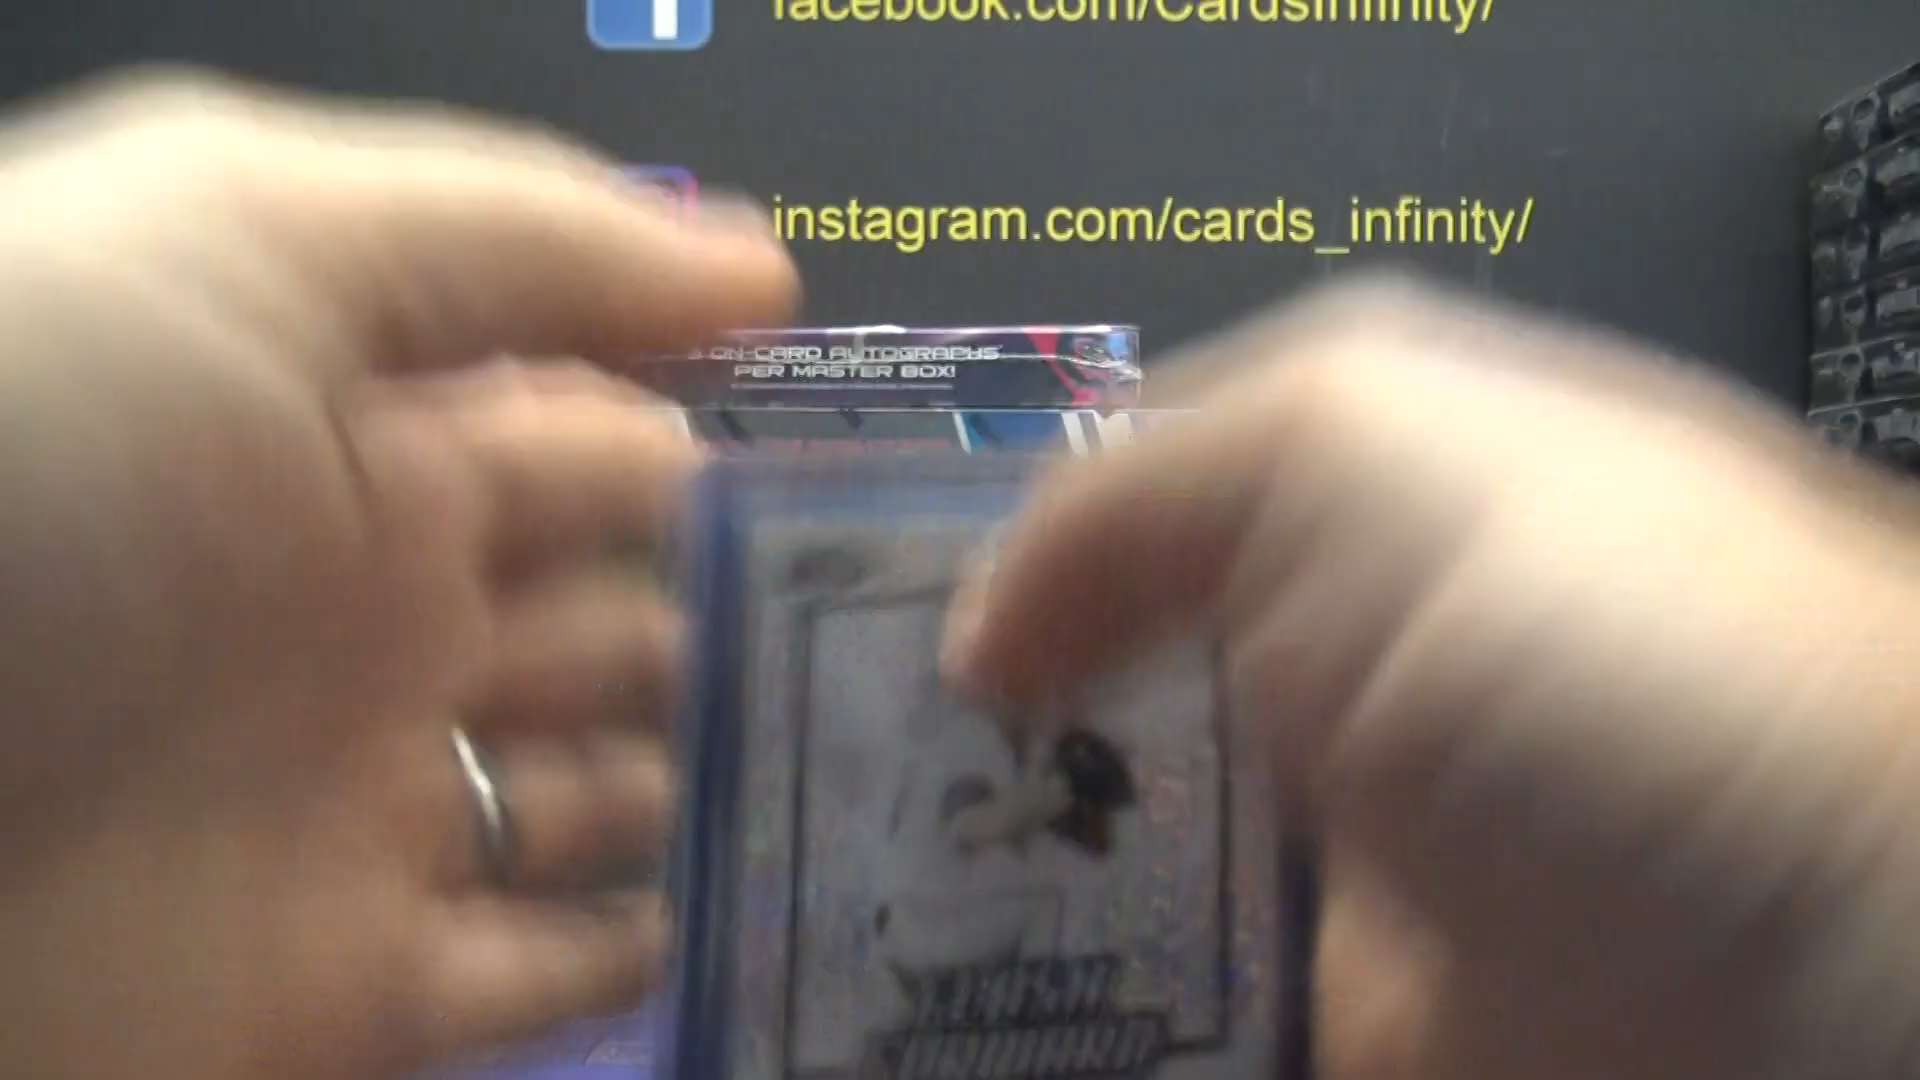 facebook.com/CardsInfinity/
instagram.com/cards_infinity/
ON-CARD AUTOGRAPHS
PER MASTER BOX!